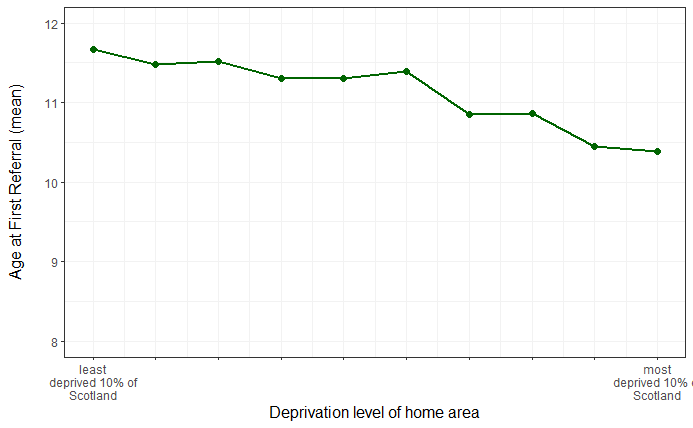 12
11
10
9
8
Age at First Referral (mean)
least
deprived 10% of
Scotland
most
deprived 10%
Scotland
Deprivation level of home area